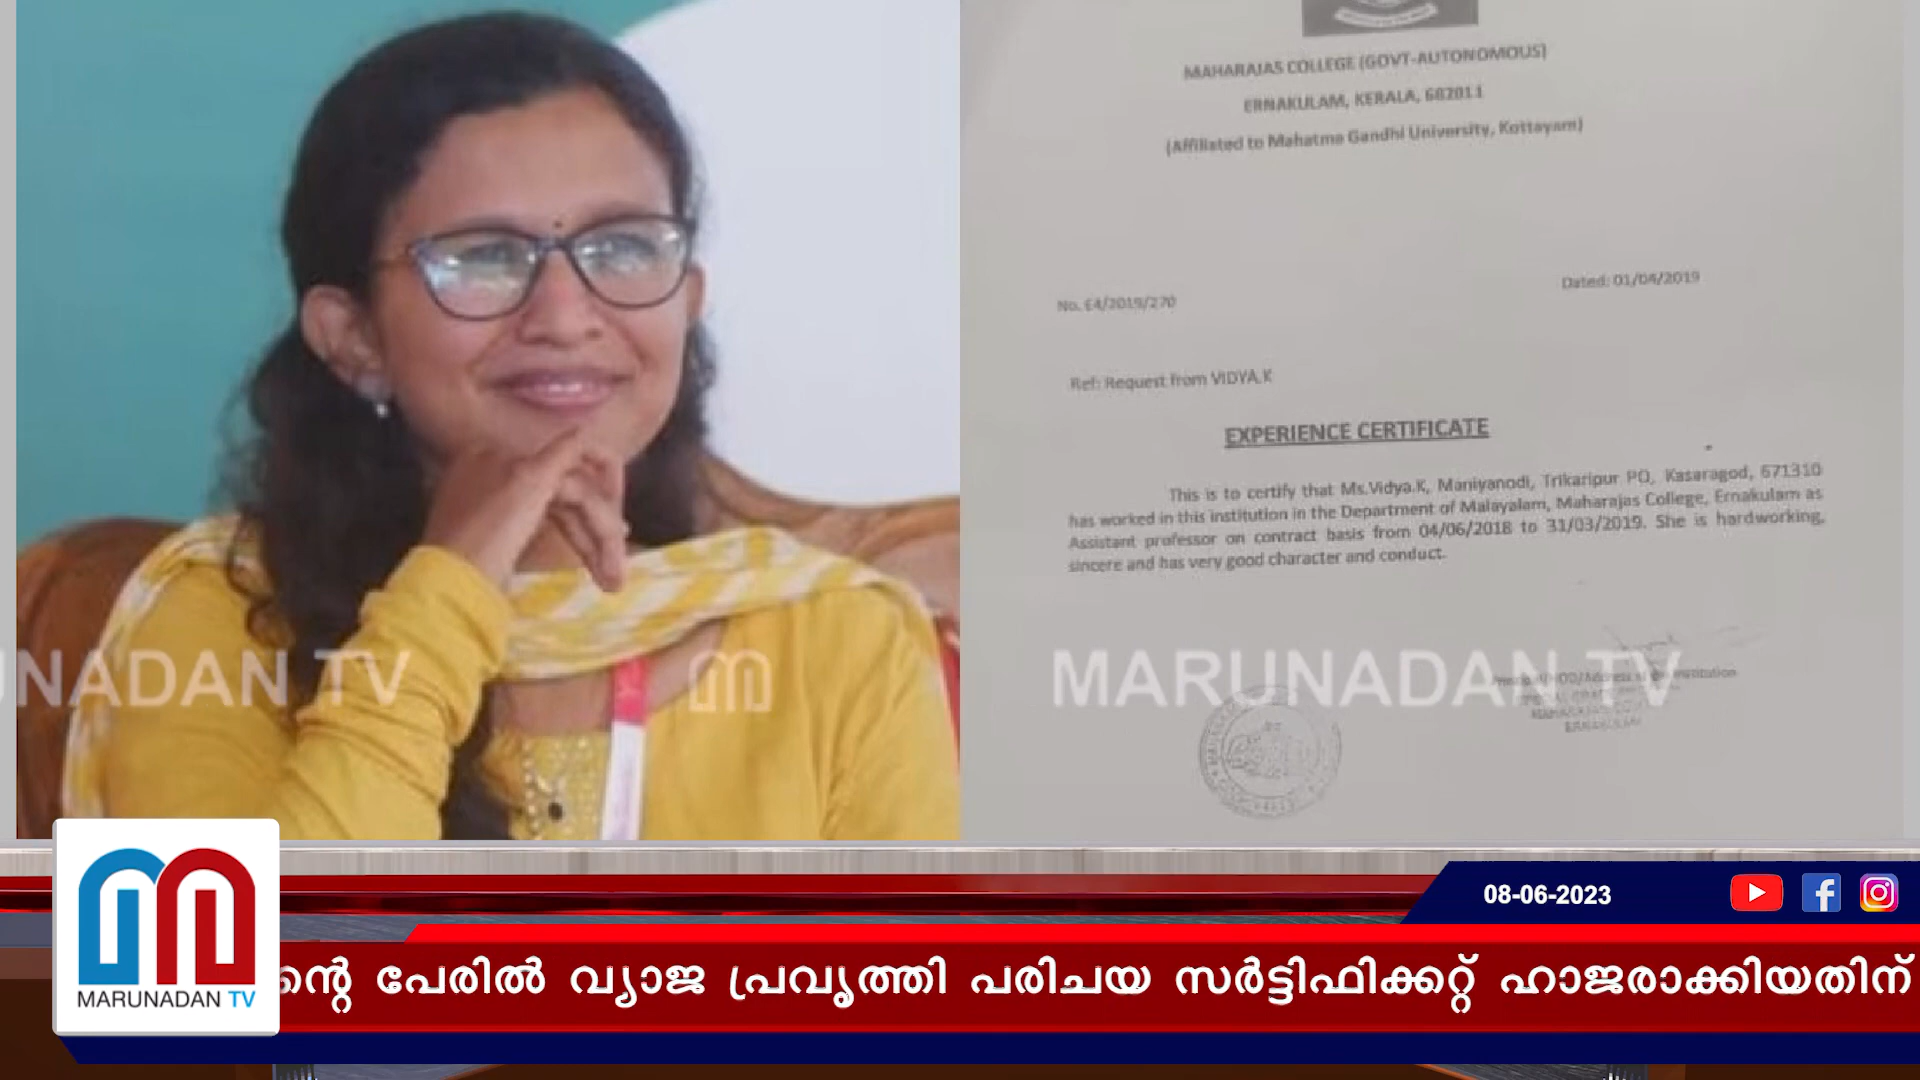 MAHARAJAS COLLEGE (GOVT-AUTONOMOUS)
ERNAKULAM, KERALA, 682011
(Affiliated to Mahatma Gandhi University, Kottayam)
Dated: 01/04/2019
No. E4/2019/270
Ref: Request from VIDYA.K
EXPERIENCE CERTIFICATE
This is to certify that Ms.Vidya.K, Maniyanodi, Trikaripur PO, Kasaragod, 671310
has worked in this institution in the Department of Malayalam, Maharajas College, Ernakulam as
Assistant professor on contract basis from 04/06/2018 to 31/03/2019. She is hardworking,
sincere and has very good character and conduct.
UNADAN TV
MARUNADAN TV
ERNAKULAM
08-06-2023
ന്റെ പേരിൽ വ്യാജ പ്രവൃത്തി പരിചയ സർട്ടിഫിക്കറ്റ് ഹാജരാക്കിയതിന്
MARUNADAN TV